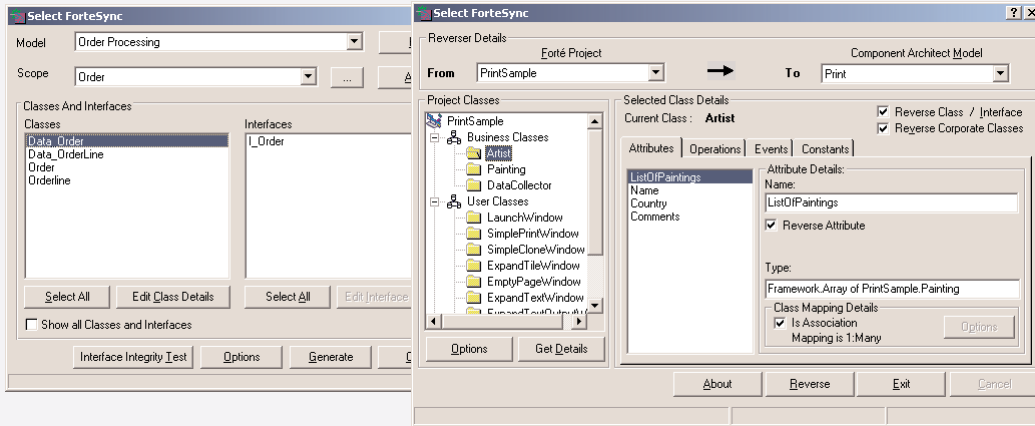 Select ForteSync
Model
Order Processing
Scope
Order
...
Classes And Interfaces
Classes
Interfaces
Data_Order
Data_OrderLine
Order
Orderline
I_Order
Select All
Edit Class Details
Select All
Edit Interface
Show all Classes and Interfaces
Interface Integrity Test
Options
Generate
Select ForteSync
Reverser Details
Forté Project
Component Architect Model
From
PrintSample
To
Print
Project Classes
PrintSample
Business Classes
Artist
Painting
DataCollector
User Classes
LaunchWindow
SimplePrintWindow
SimpleCloneWindow
ExpandTileWindow
EmptyPageWindow
ExpandTextWindow
Options
Get Details
Selected Class Details
Current Class : Artist
Reverse Class / Interface
Reverse Corporate Classes
Attributes
Operations
Events
Constants
ListOfPaintings
Name
Country
Comments
Attribute Details:
Name:
ListOfPaintings
Reverse Attribute
Type:
Framework.Array of PrintSample.Painting
Class Mapping Details
Is Association
Mapping is 1:Many
Options
About
Reverse
Exit
Cancel